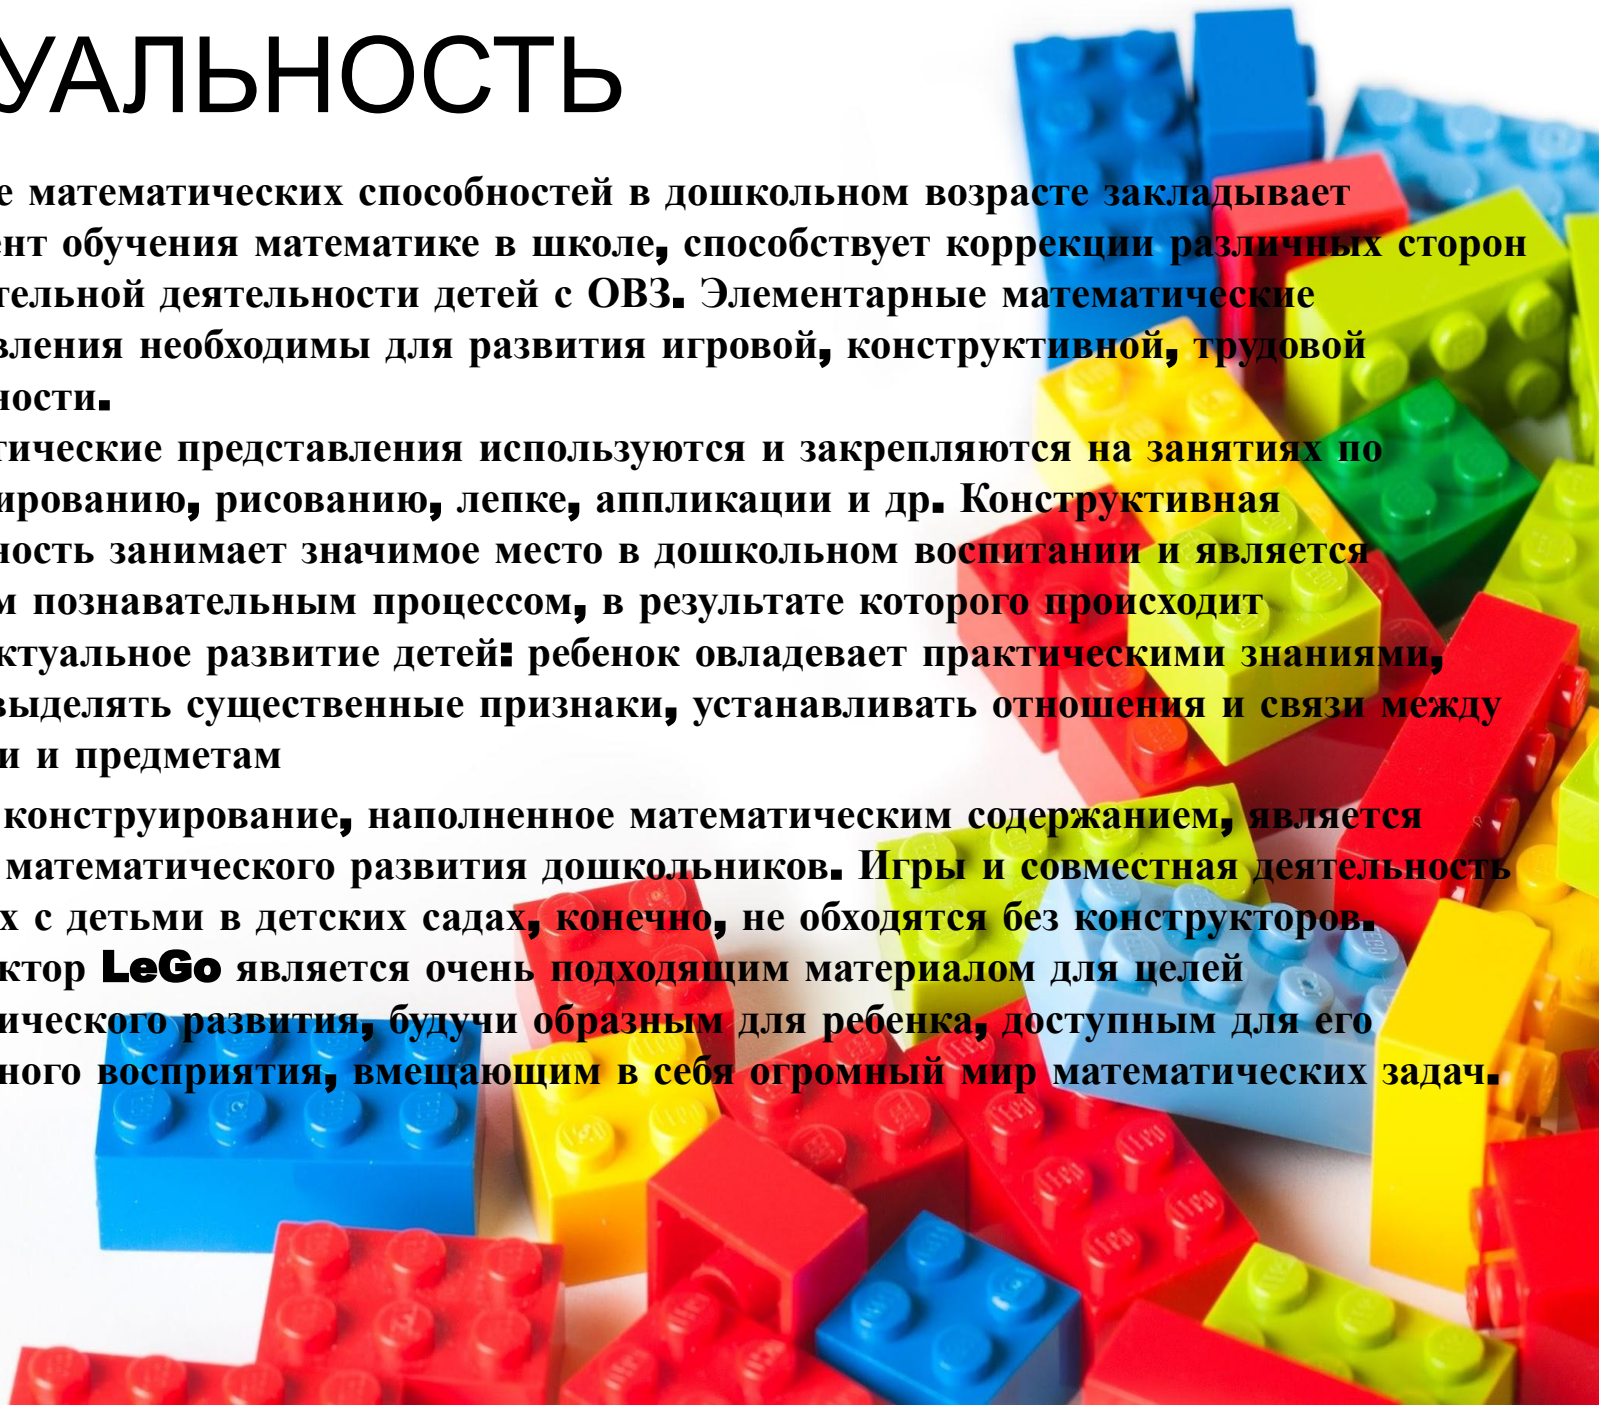 УАЛЬНОСТЬ
е математических способностей в дошкольном возрасте закладывает
ент обучения математике в школе, способствует коррекции различных сторон
тельной деятельности детей с ОВЗ. Элементарные математические
вления необходимы для развития игровой, конструктивной, трудовой
ности.
тические представления используются и закрепляются на занятиях по
ированию, рисованию, лепке, аппликации и др. Конструктивная
ность занимает значимое место в дошкольном воспитании и является
м познавательным процессом, в результате которого происходит
ктуальное развитие детей: ребенок овладевает практическими знаниями,
выделять существенные признаки, устанавливать отношения и связи между
и и предметам
конструирование, наполненное математическим содержанием, является
математического развития дошкольников. Игры и совместная деятельность
х с детьми в детских садах, конечно, не обходятся без конструкторов.
ктор LeGo является очень подходящим материалом для целей
ического развития, будучи образным для ребенка, доступным для его
ного восприятия, вмещающим в себя огромный мир математических задач.